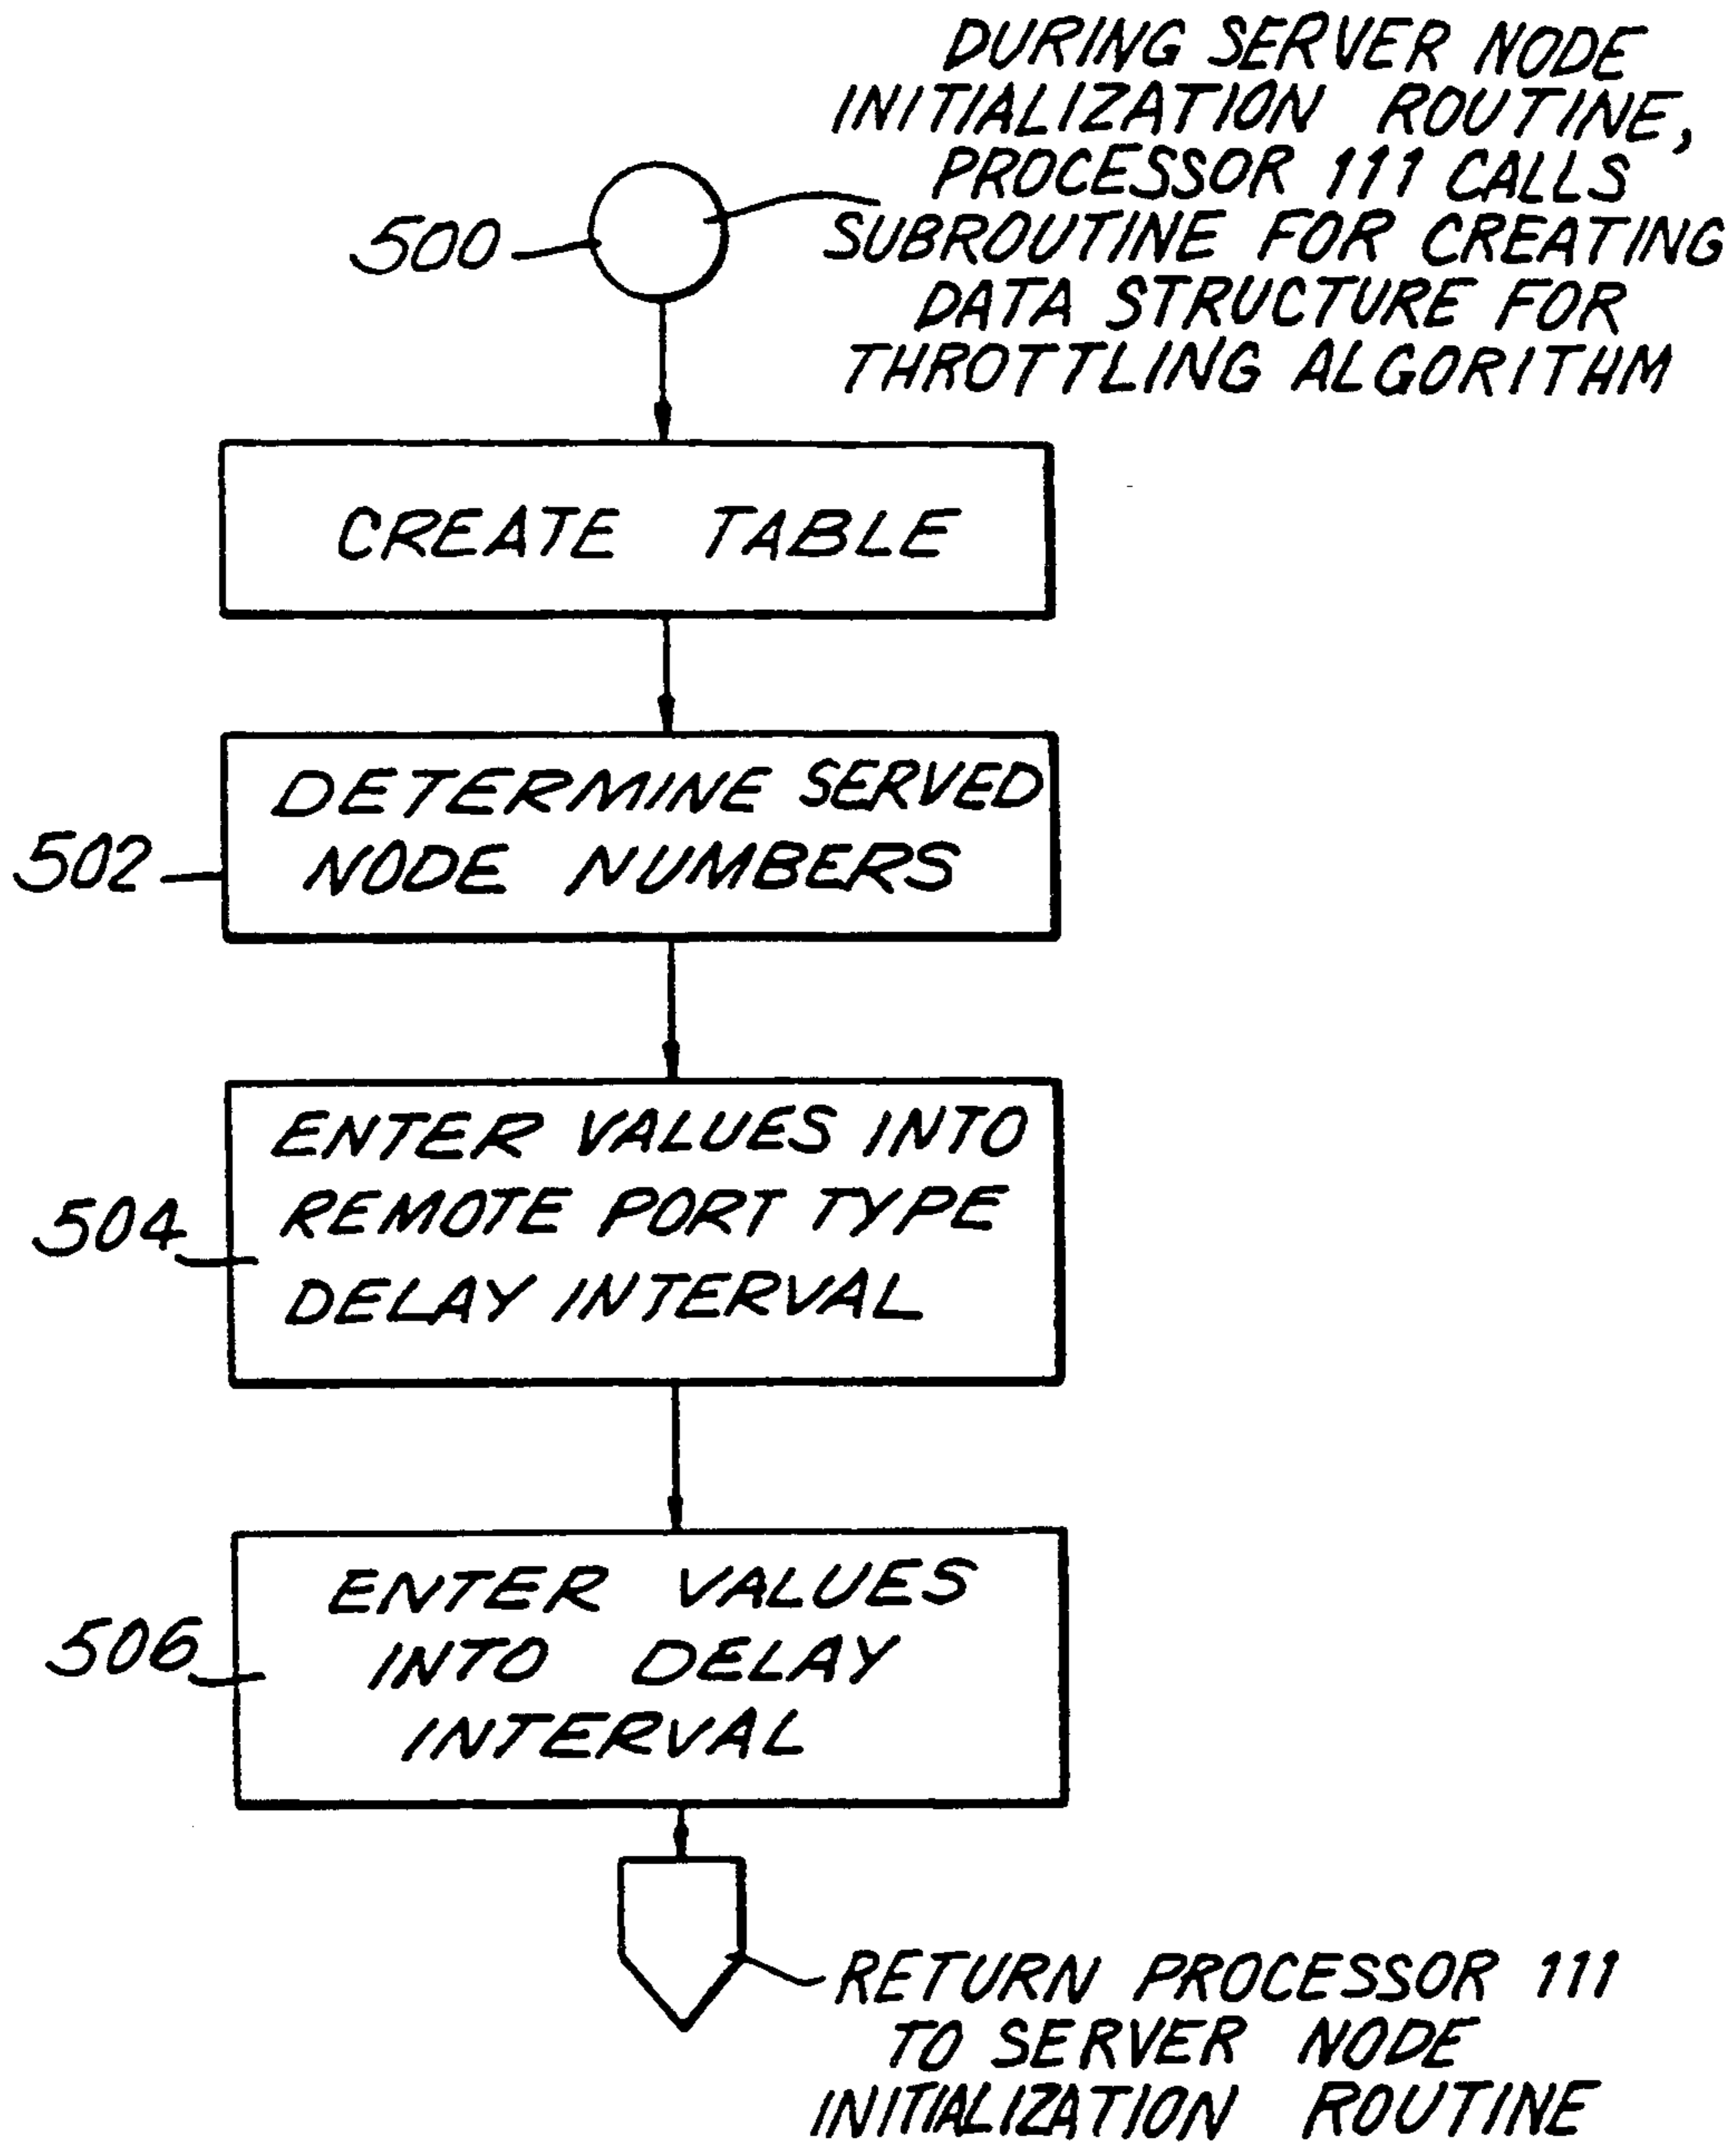 DURING SERVER NODE
INITIALIZATION ROUTINE,
PROCESSOR 111 CALLS
SUBROUTINE FOR CREATING
DATA STRUCTURE FOR
THROTTLING ALGORITHM
500
CREATE TABLE
DETERMINE SERVED
NODE NUMBERS
502
ENTER VALUES INTO
REMOTE PORT TYPE
DELAY INTERVAL
504
ENTER VALUES
INTO DELAY
INTERVAL
506
RETURN PROCESSOR 111
TO SERVER NODE
INITIALIZATION ROUTINE